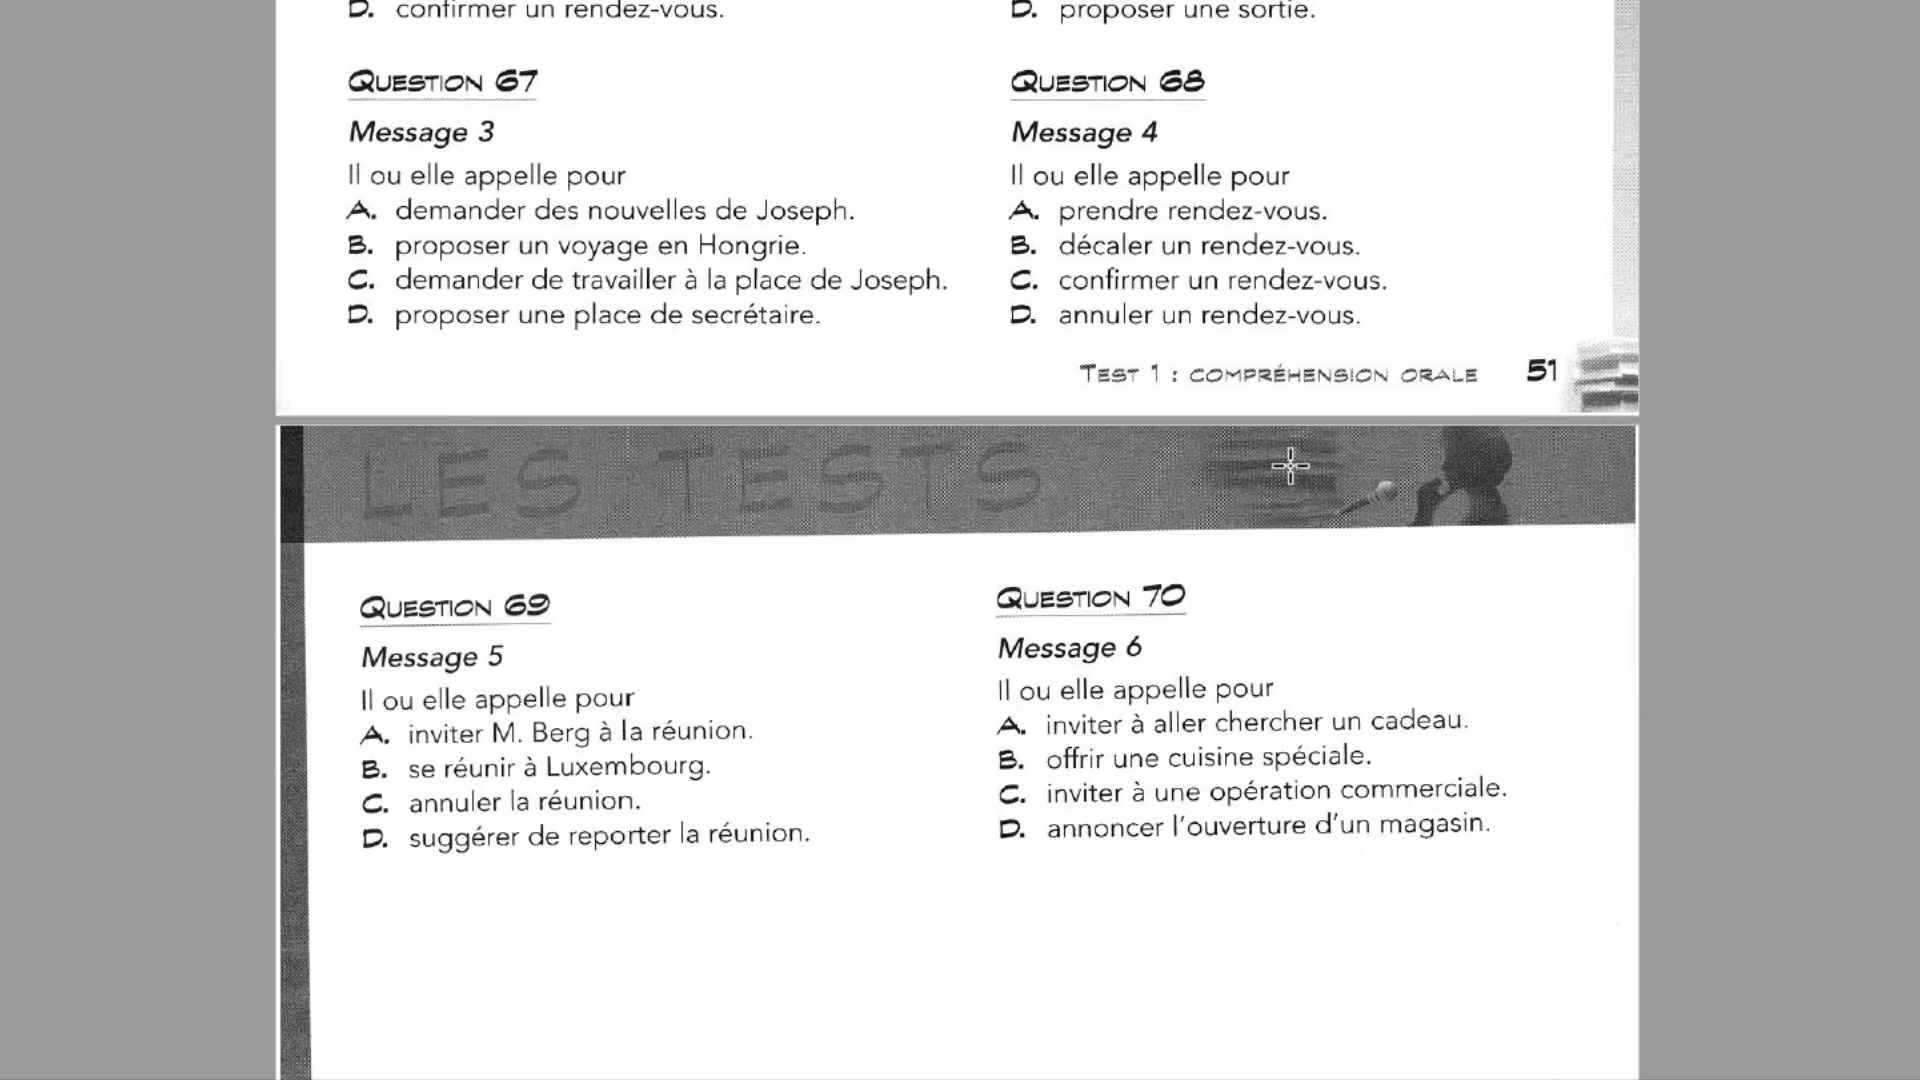 D. confirmer un rendez-vous.
D. proposer une sortie.
QUESTION 67
Message 3
Il ou elle appelle pour
A. demander des nouvelles de Joseph.
B. proposer un voyage en Hongrie.
C. demander de travailler à la place de Joseph.
D. proposer une place de secrétaire.
QUESTION 68
Message 4
Il ou elle appelle pour
A. prendre rendez-vous.
B. décaler un rendez-vous.
C. confirmer un rendez-vous.
D. annuler un rendez-vous.
TEST 1 : COMPRÉHENSION ORALE 51
LES TESTS
QUESTION 69
Message 5
Il ou elle appelle pour
A. inviter M. Berg à la réunion.
B. se réunir à Luxembourg.
C. annuler la réunion.
D. suggérer de reporter la réunion.
QUESTION 70
Message 6
Il ou elle appelle pour
A. inviter à aller chercher un cadeau.
B. offrir une cuisine spéciale.
C. inviter à une opération commerciale.
D. annoncer l'ouverture d'un magasin.